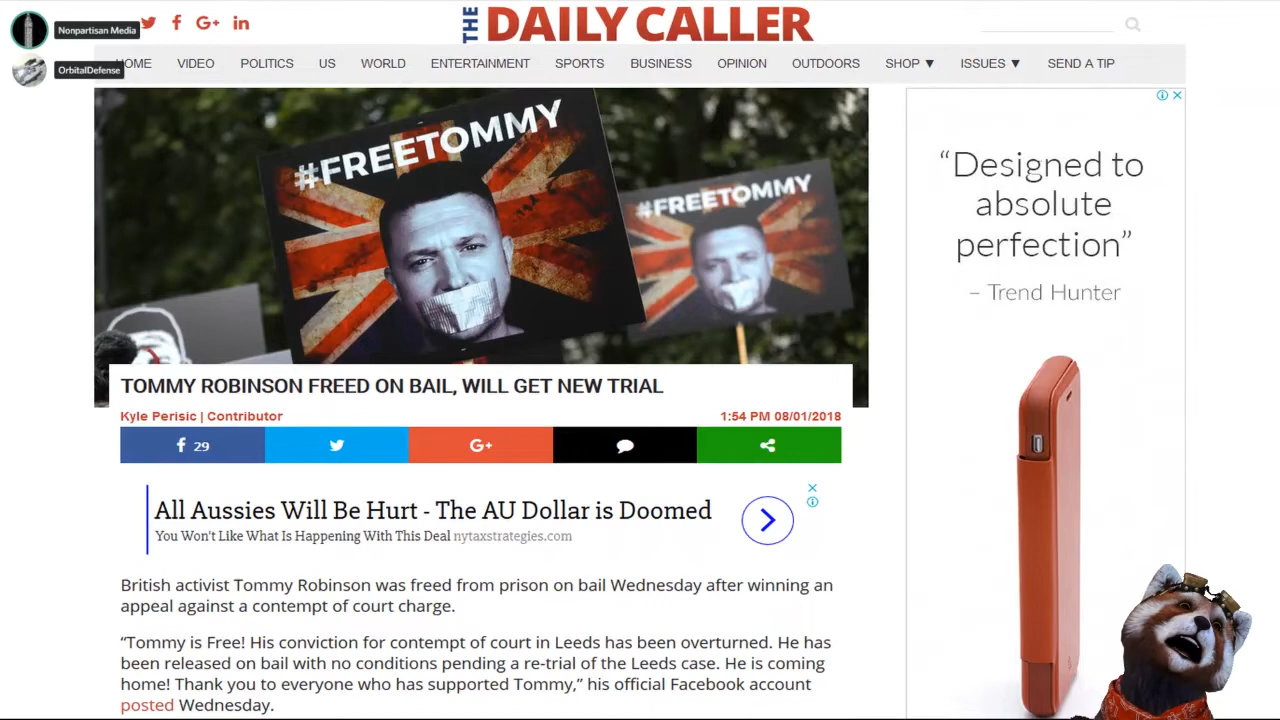 Nonpartisan Media
G+ in
THE DAILY CALLER
OrbitalDefense
HOME VIDEO POLITICS US WORLD ENTERTAINMENT SPORTS BUSINESS OPINION OUTDOORS SHOP ▼ ISSUES ▼ SEND A TIP
#FREETOMMY
#FREETOMMY
TOMMY ROBINSON FREED ON BAIL, WILL GET NEW TRIAL
Kyle Perisic | Contributor 1:54 PM 08/01/2018
29 G+
All Aussies Will Be Hurt - The AU Dollar is Doomed
You Won't Like What Is Happening With This Deal nytaxstrategies.com
British activist Tommy Robinson was freed from prison on bail Wednesday after winning an
appeal against a contempt of court charge.
“Tommy is Free! His conviction for contempt of court in Leeds has been overturned. He has
been released on bail with no conditions pending a re-trial of the Leeds case. He is coming
home! Thank you to everyone who has supported Tommy,” his official Facebook account
posted Wednesday.
“Designed to
absolute
perfection”
– Trend Hunter